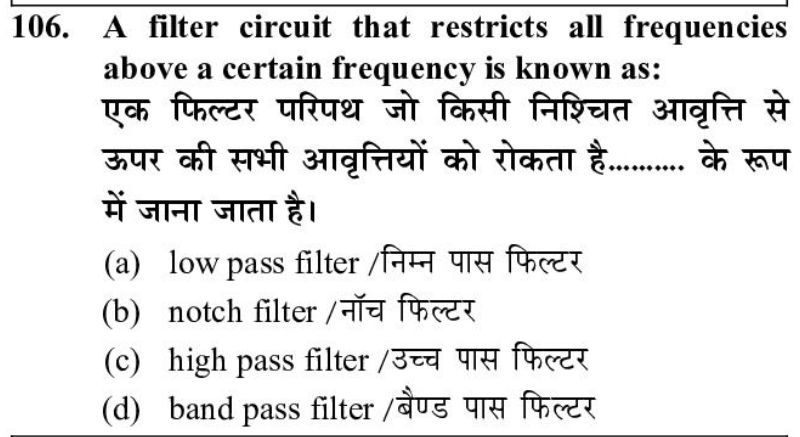 106. A filter circuit that restricts all frequencies
above a certain frequency is known as:
एक फिल्टर परिपथ जो किसी निश्चित आवृत्ति से
ऊपर की सभी आवृत्तियों को रोकता है.......... के रूप
में जाना जाता है।
(a) low pass filter /निम्न पास फिल्टर
(b) notch filter /नॉच फिल्टर
(c) high pass filter /उच्च पास फिल्टर
(d) band pass filter /बैण्ड पास फिल्टर